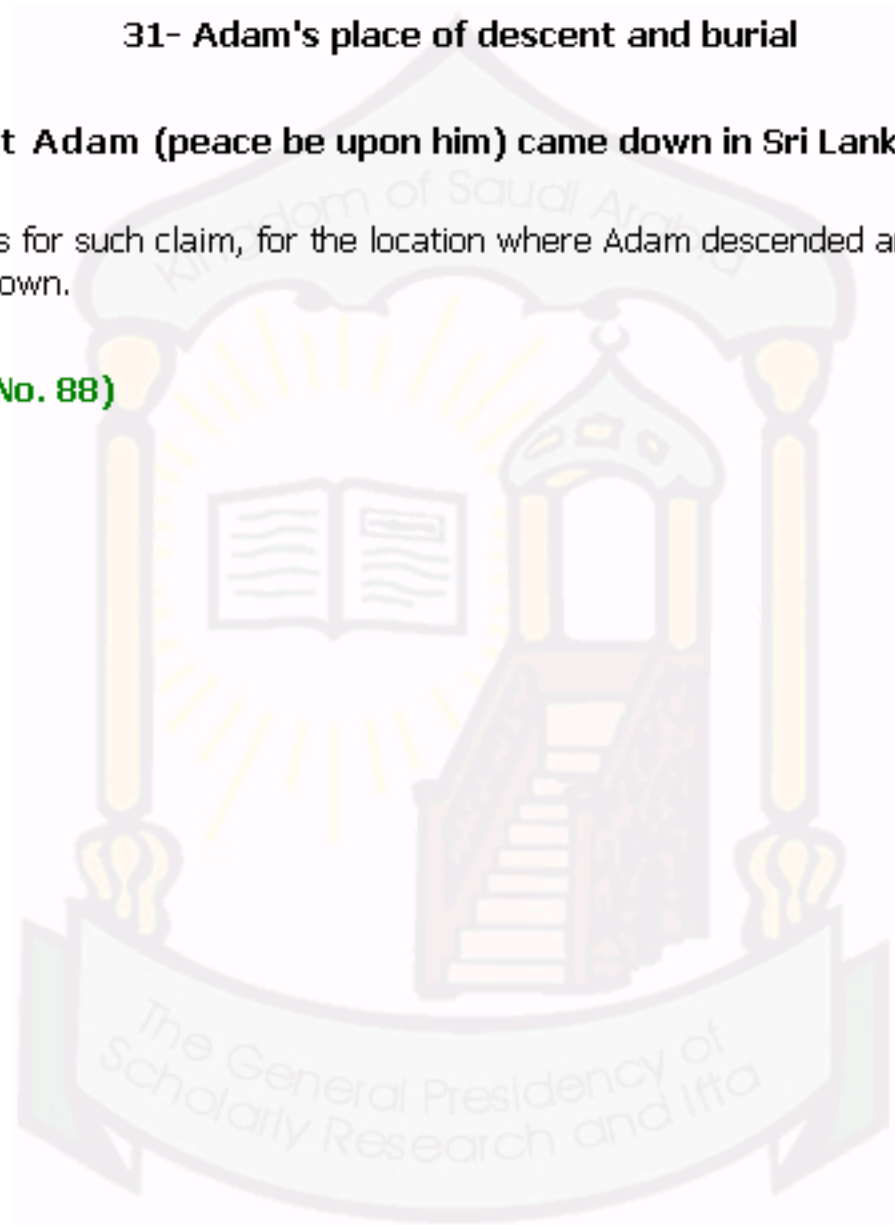 31- Adam's place of descent and burial
t Adam (peace be upon him) came down in Sri Lank
s for such claim, for the location where Adam descended a
own.
No. 88)
Kingdom of Saudi Arabia
The General Presidency of
Scholarly Research and Ifta